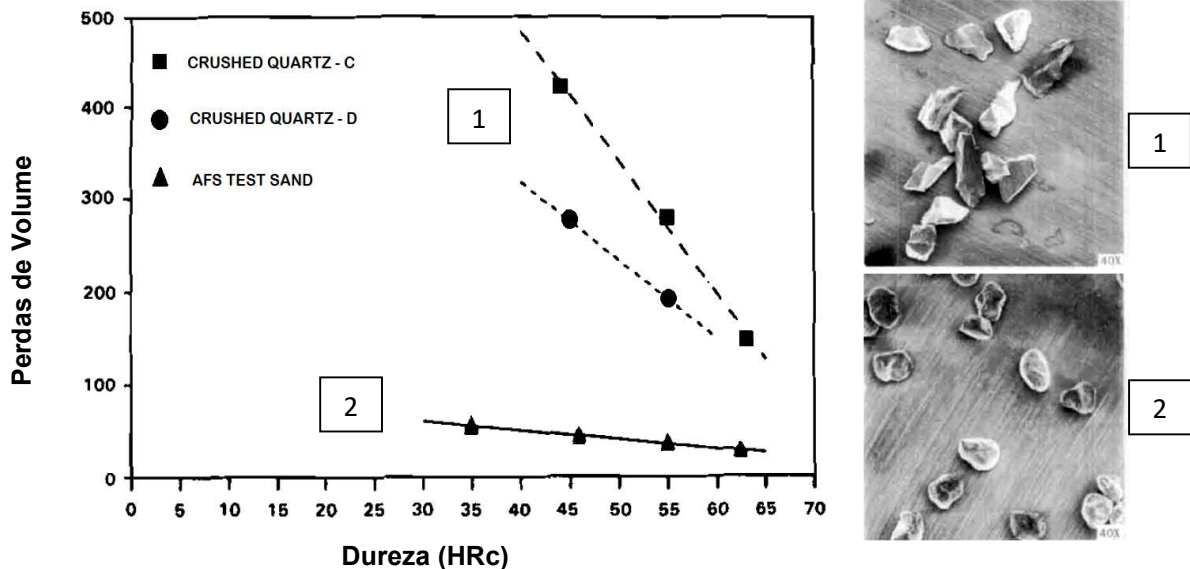 500
400
300
200
100
0
Perdas de Volume
CRUSHED QUARTZ - C
CRUSHED QUARTZ - D
AFS TEST SAND
1
2
0 5 10 15 20 25 30 35 40 45 50 55 60 65 70
Dureza (HRc)
40X
1
40X
2